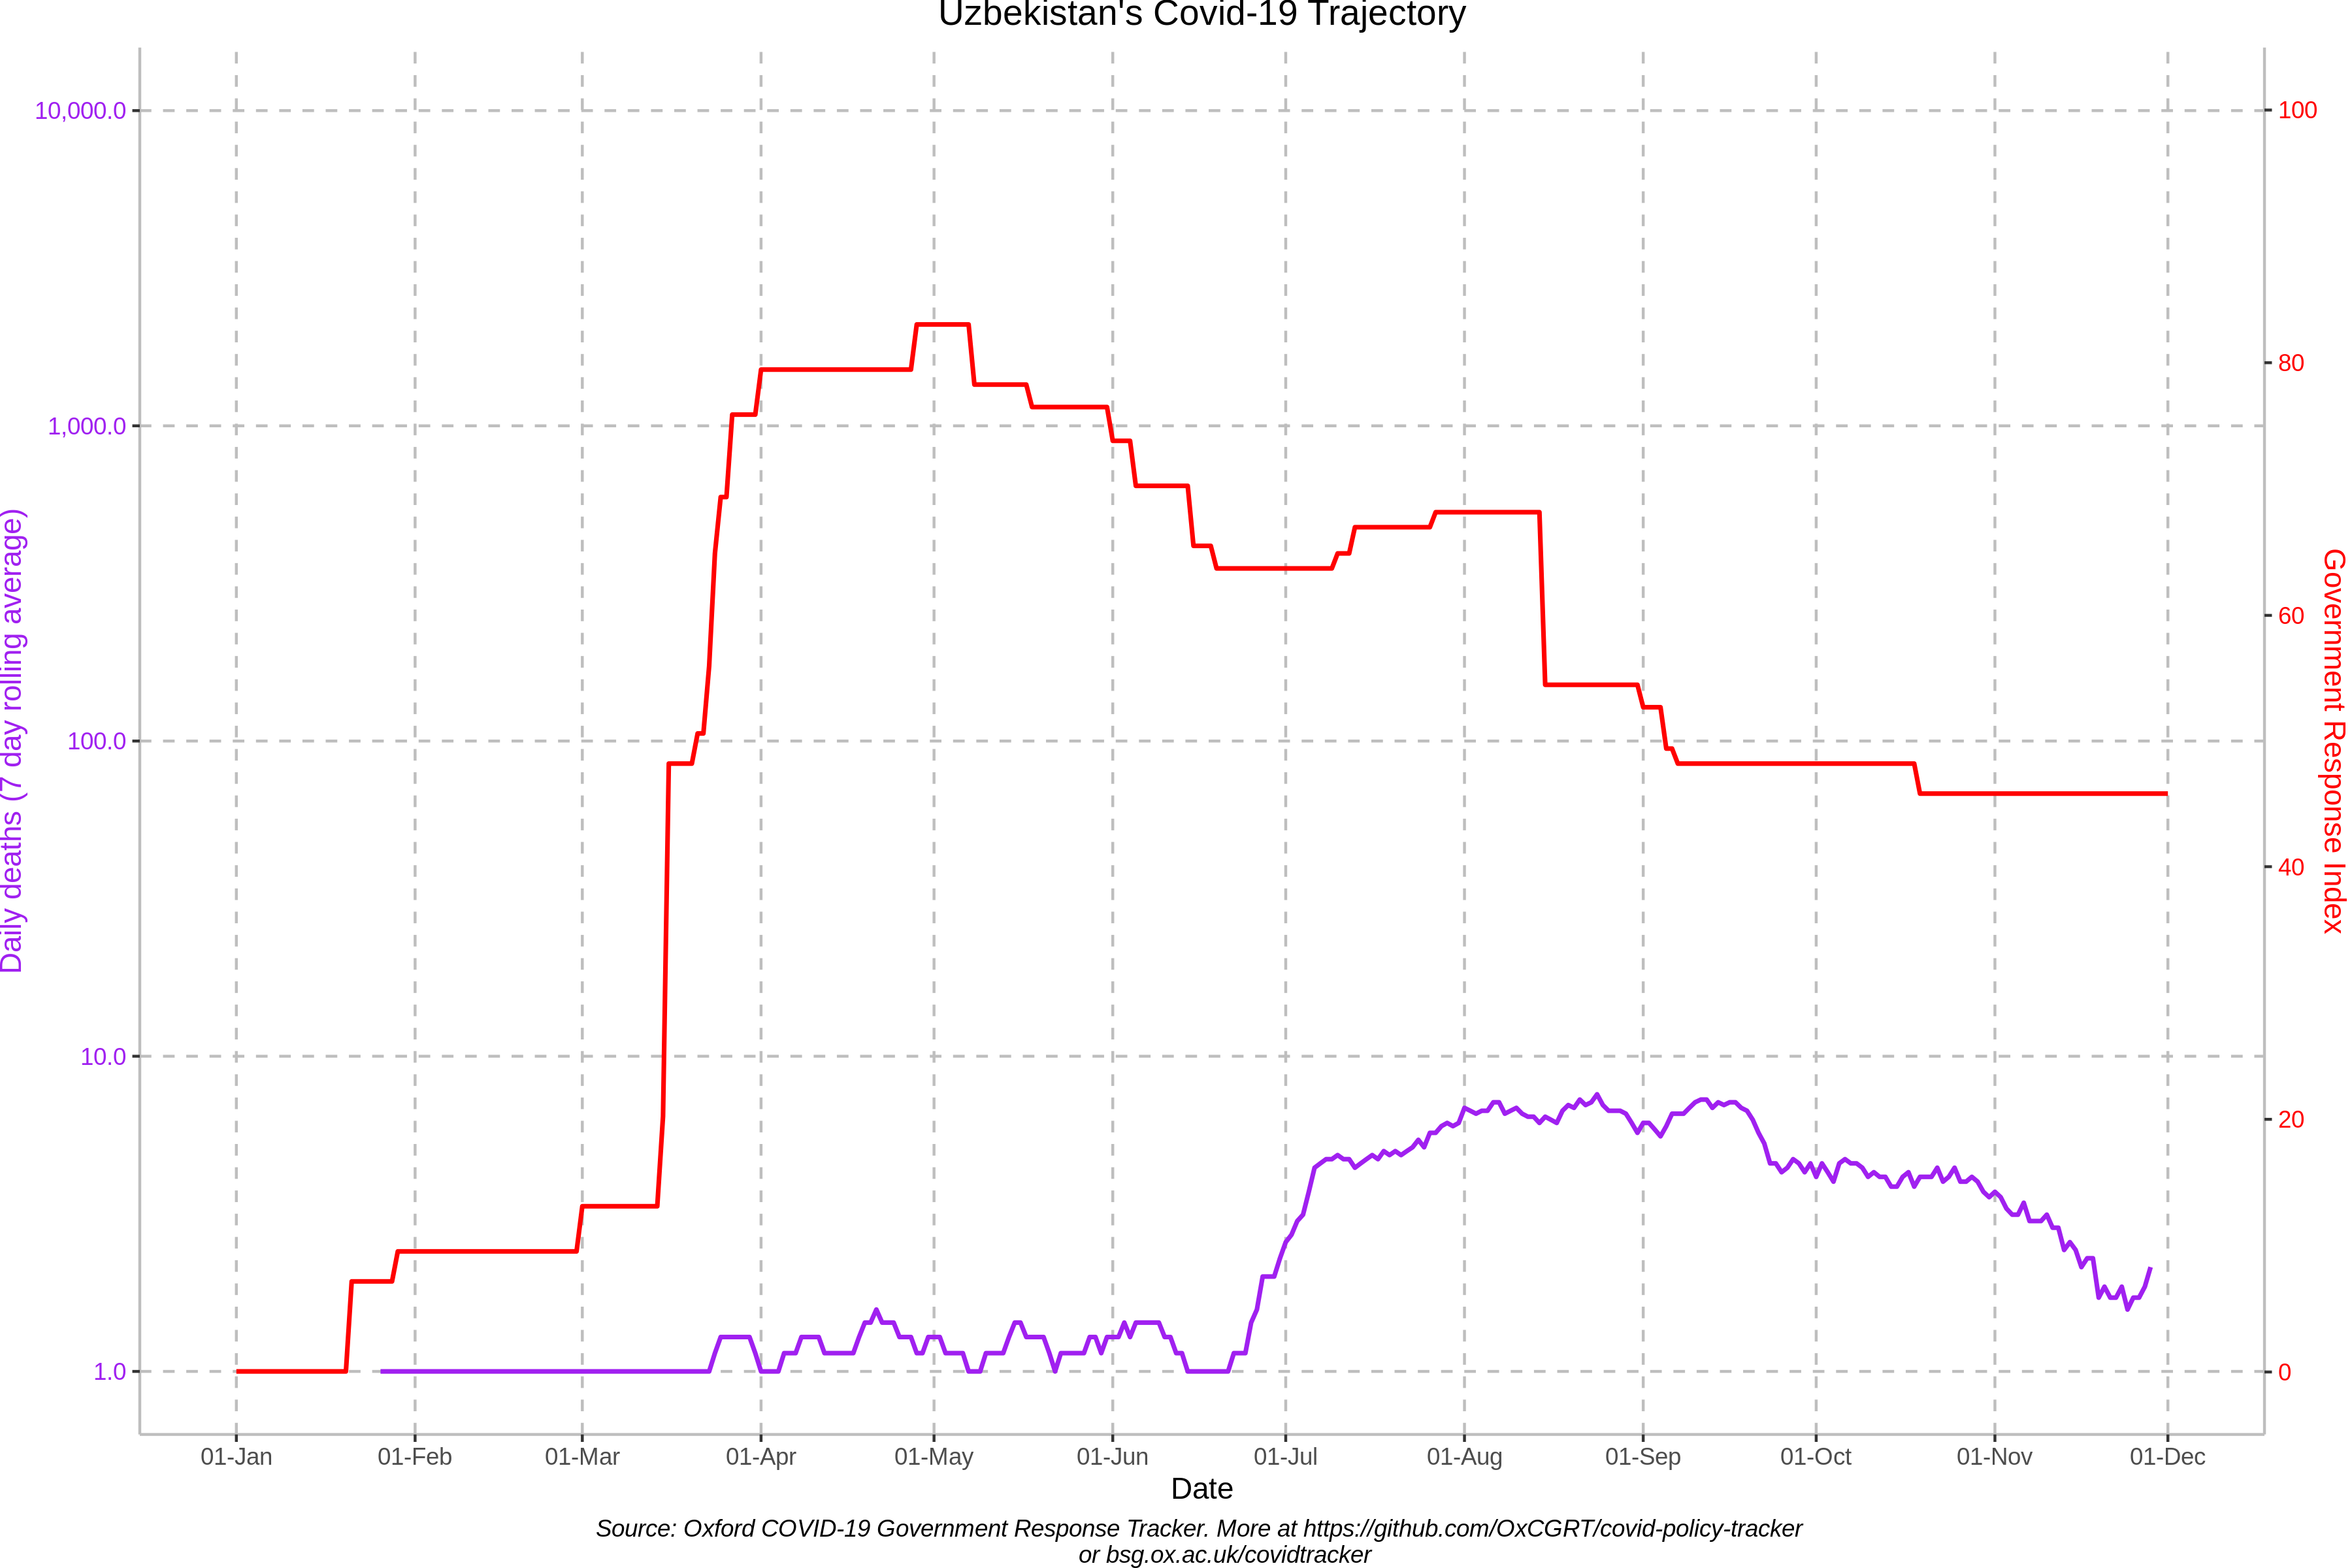 Uzbekistan's Covid-19 Trajectory
10,000.0
1,000.0
100.0
10.0
1.0
Daily deaths (7 day rolling average)
100
80
60
40
20
0
Government Response Index
01-Jan
01-Feb
01-Mar
01-Apr
01-May
01-Jun
01-Jul
01-Aug
01-Sep
01-Oct
01-Nov
01-Dec
Date
Source: Oxford COVID-19 Government Response Tracker. More at https://github.com/OxCGRT/covid-policy-tracker
or bsg.ox.ac.uk/covidtracker